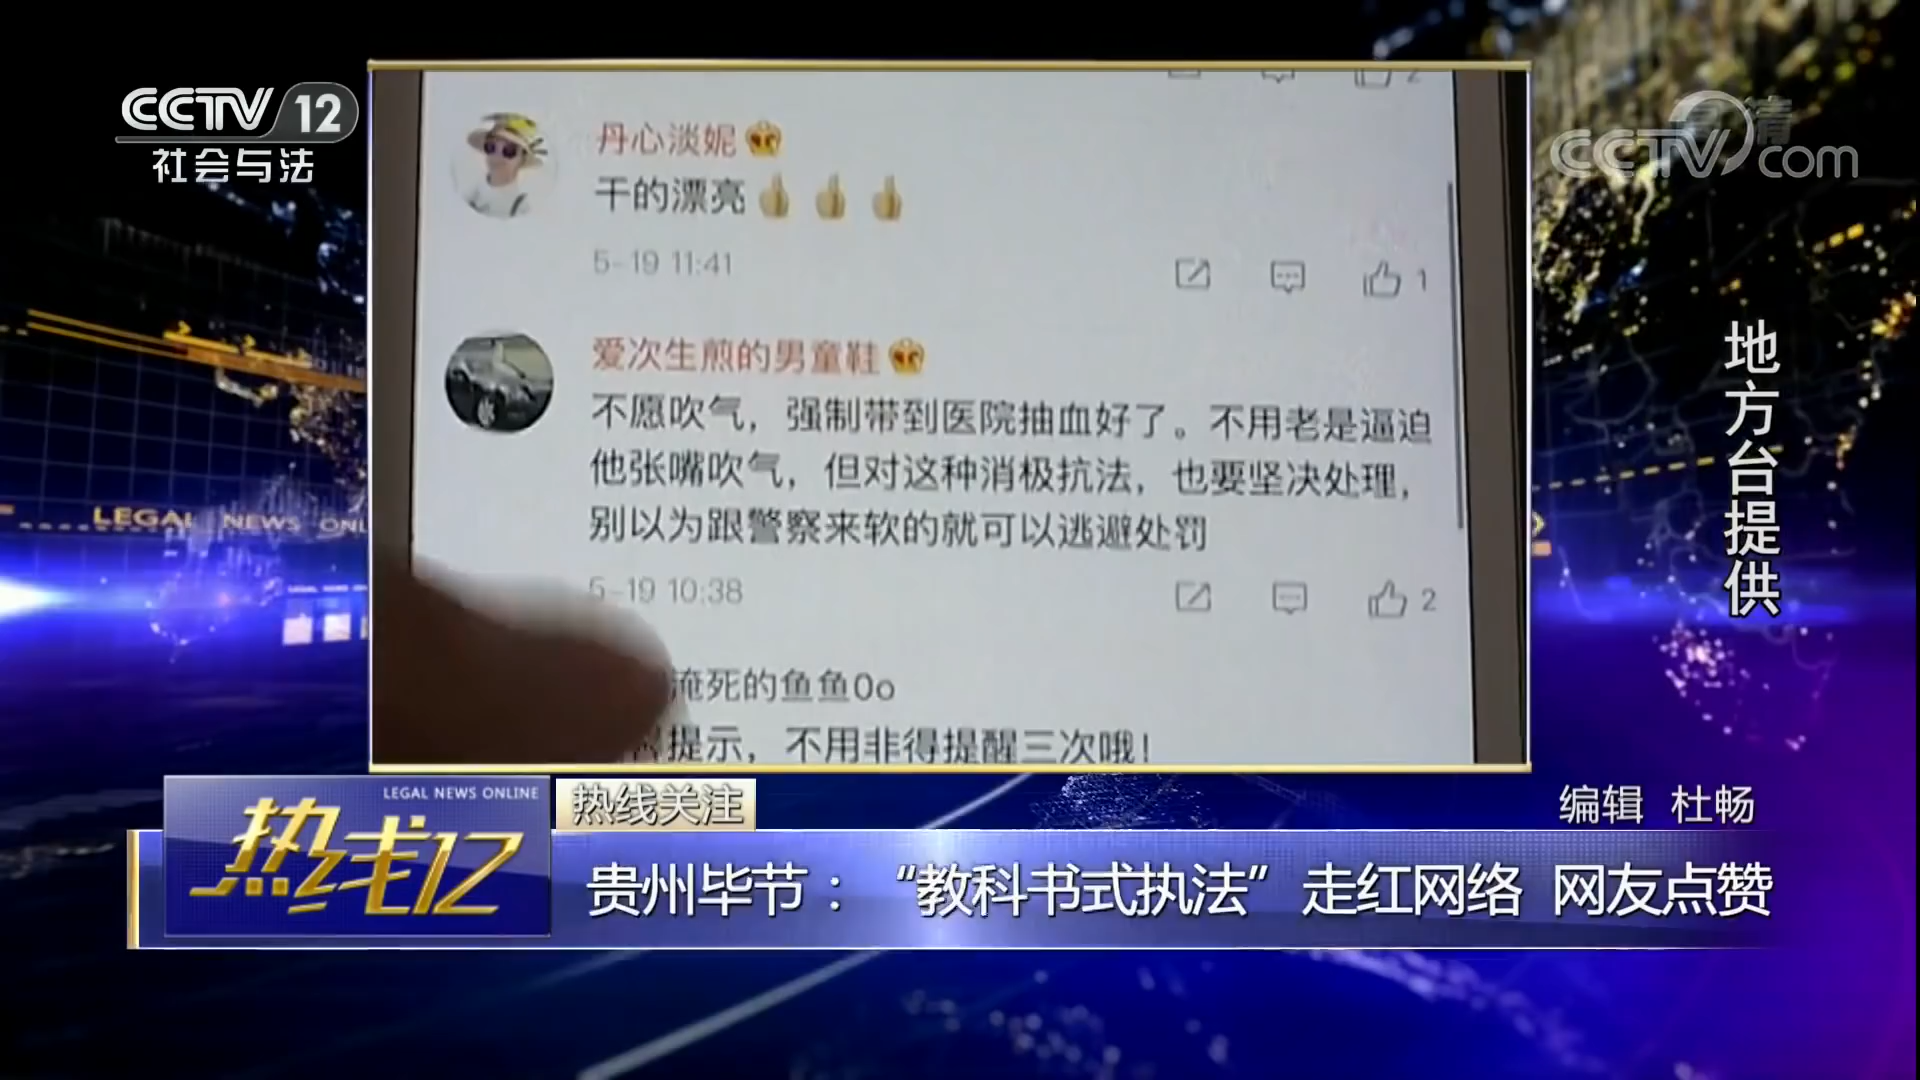 CCTV 12
社会与法
高清
CCTV com
2
丹心淡妮
干的漂亮
5-19 11:41
1
爱次生煎的男童鞋
不愿吹气，强制带到医院抽血好了。不用老是逼迫
他张嘴吹气，但对这种消极抗法，也要坚决处理，
别以为跟警察来软的就可以逃避处罚
5-19 10:38
2
淹死的鱼鱼0o
提示，不用非得提醒三次哦！
地方台提供
LEGAL NEWS ONL
LEGAL NEWS ONLINE
热线12
热线关注
编辑 杜畅
贵州毕节：“教科书式执法”走红网络 网友点赞